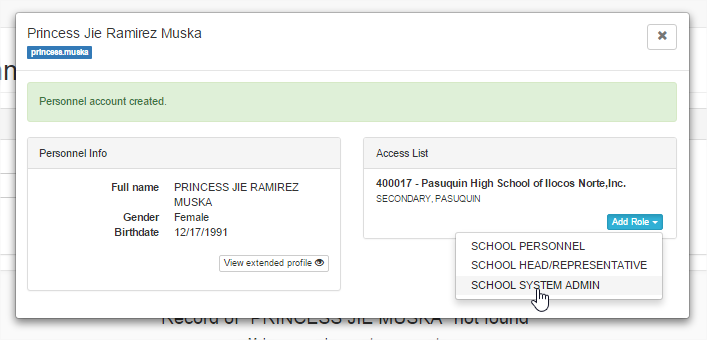 Princess Jie Ramirez Muska
princess.muska
Personnel account created.
Personnel Info
Full name PRINCESS JIE RAMIREZ
MUSKA
Gender Female
Birthdate 12/17/1991
View extended profile
Access List
400017 - Pasuquin High School of Ilocos Norte,Inc.
SECONDARY, PASUQUIN
Add Role
SCHOOL PERSONNEL
SCHOOL HEAD/REPRESENTATIVE
SCHOOL SYSTEM ADMIN
Record of "PRINCESS JIE MUSKA" not found